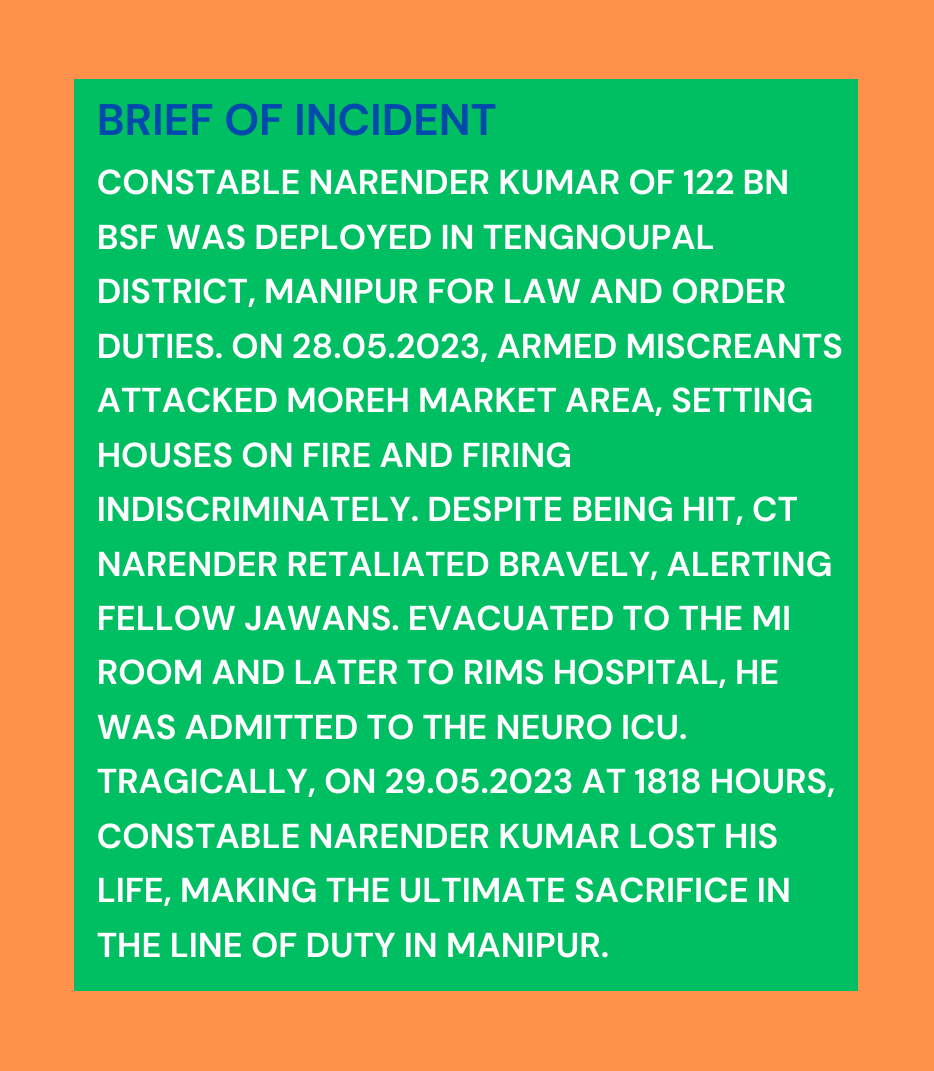 BRIEF OF INCIDENT
CONSTABLE NARENDER KUMAR OF 122 BN
BSF WAS DEPLOYED IN TENGNOUPAL
DISTRICT, MANIPUR FOR LAW AND ORDER
DUTIES. ON 28.05.2023, ARMED MISCREANTS
ATTACKED MOREH MARKET AREA, SETTING
HOUSES ON FIRE AND FIRING
INDISCRIMINATELY. DESPITE BEING HIT, CT
NARENDER RETALIATED BRAVELY, ALERTING
FELLOW JAWANS. EVACUATED TO THE MI
ROOM AND LATER TO RIMS HOSPITAL, HE
WAS ADMITTED TO THE NEURO ICU.
TRAGICALLY, ON 29.05.2023 AT 1818 HOURS,
CONSTABLE NARENDER KUMAR LOST HIS
LIFE, MAKING THE ULTIMATE SACRIFICE IN
THE LINE OF DUTY IN MANIPUR.